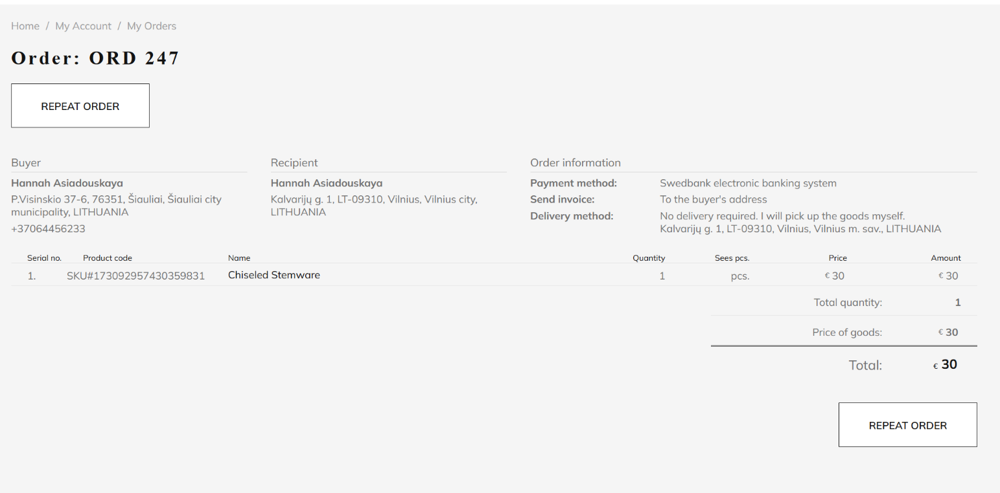 Home / My Account / My Orders
Order: ORD 247
REPEAT ORDER
Buyer
Hannah Asiadouskaya
P.Visinskio 37-6, 76351, Šiauliai, Šiauliai city
municipality, LITHUANIA
+37064456233
Recipient
Hannah Asiadouskaya
Kalvarijų g. 1, LT-09310, Vilnius, Vilnius city,
LITHUANIA
Order information
Payment method: Swedbank electronic banking system
Send invoice: To the buyer's address
Delivery method: No delivery required. I will pick up the goods myself.
Kalvarijų g. 1, LT-09310, Vilnius, Vilnius m. sav., LITHUANIA
Serial no. Product code Name Quantity Sees pcs. Price Amount
1. SKU#173092957430359831 Chiseled Stemware 1 pcs. € 30 € 30
Total quantity: 1
Price of goods: € 30
Total: € 30
REPEAT ORDER